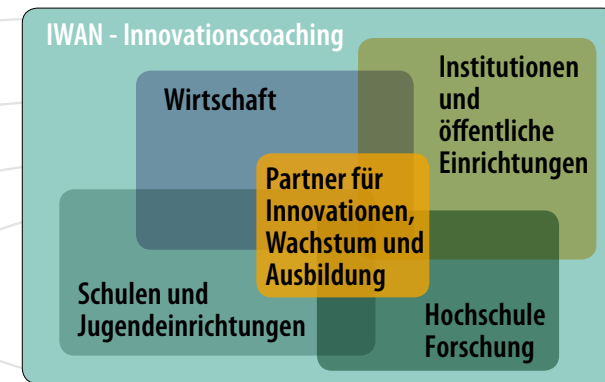 IWAN - Innovationscoaching
Wirtschaft
Institutionen
und
öffentliche
Einrichtungen
Partner für
Innovationen,
Wachstum und
Ausbildung
Schulen und
Jugendeinrichtungen
Hochschule
Forschung